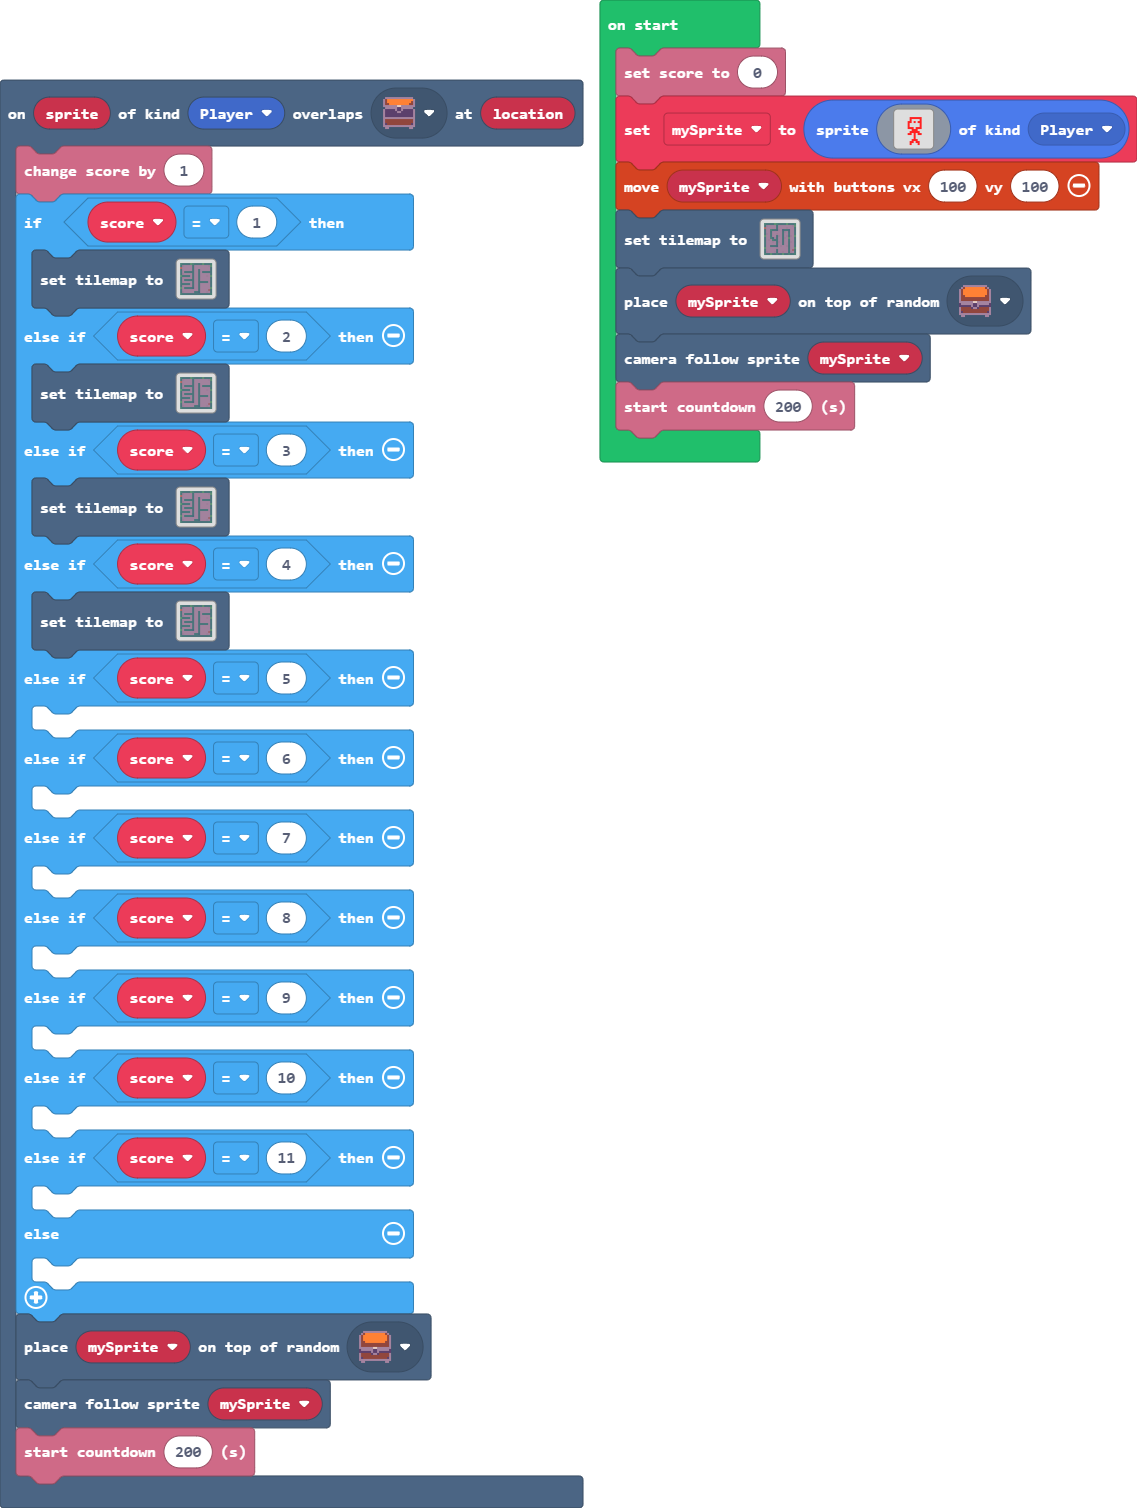 on sprite of kind Player overlaps at location
change score by 1
if score = 1 then
set tilemap to
else if score = 2 then
set tilemap to
else if score = 3 then
set tilemap to
else if score = 4 then
set tilemap to
else if score = 5 then
else if score = 6 then
else if score = 7 then
else if score = 8 then
else if score = 9 then
else if score = 10 then
else if score = 11 then
else
place mySprite on top of random
camera follow sprite mySprite
start countdown 200 (s)
on start
set score to 0
set mySprite to sprite of kind Player
move mySprite with buttons vx 100 vy 100
set tilemap to
place mySprite on top of random
camera follow sprite mySprite
start countdown 200 (s)